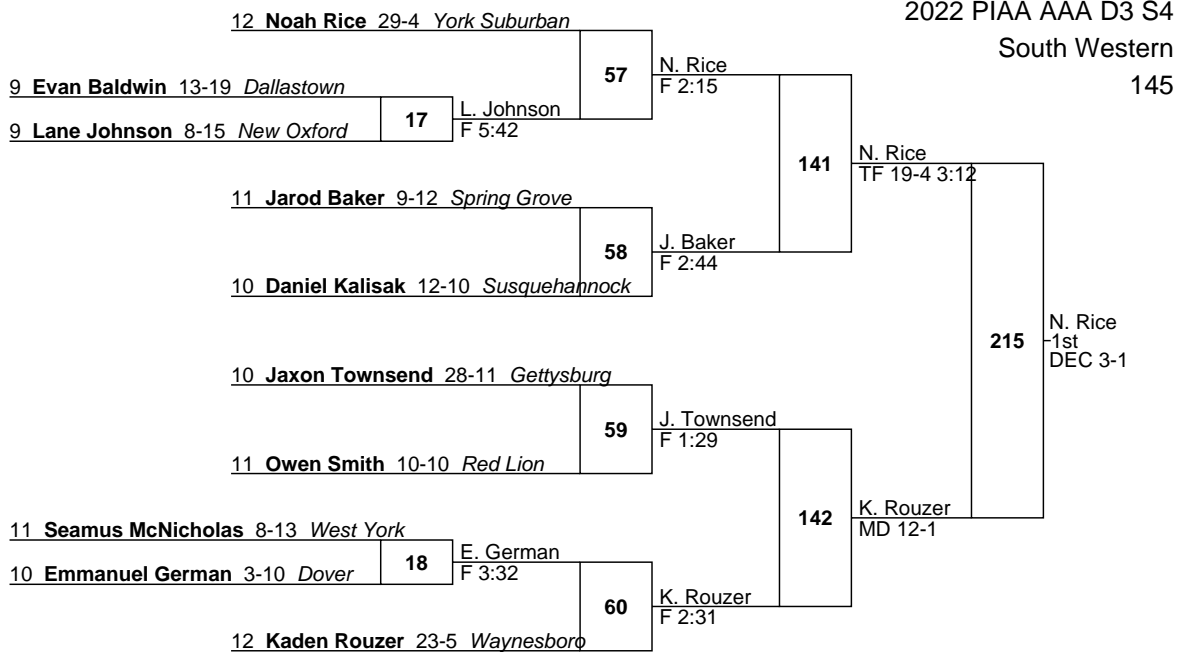 2022 PIAA AAA D3 S4
South Western
145
12 Noah Rice 29-4 York Suburban
57
N. Rice
F 2:15
9 Evan Baldwin 13-19 Dallastown
17
L. Johnson
F 5:42
9 Lane Johnson 8-15 New Oxford
141
N. Rice
TF 19-4 3:12
11 Jarod Baker 9-12 Spring Grove
58
J. Baker
F 2:44
10 Daniel Kalisak 12-10 Susquehannock
215
N. Rice
1st
DEC 3-1
10 Jaxon Townsend 28-11 Gettysburg
59
J. Townsend
F 1:29
11 Owen Smith 10-10 Red Lion
142
K. Rouzer
MD 12-1
11 Seamus McNicholas 8-13 West York
18
E. German
F 3:32
10 Emmanuel German 3-10 Dover
60
K. Rouzer
F 2:31
12 Kaden Rouzer 23-5 Waynesboro